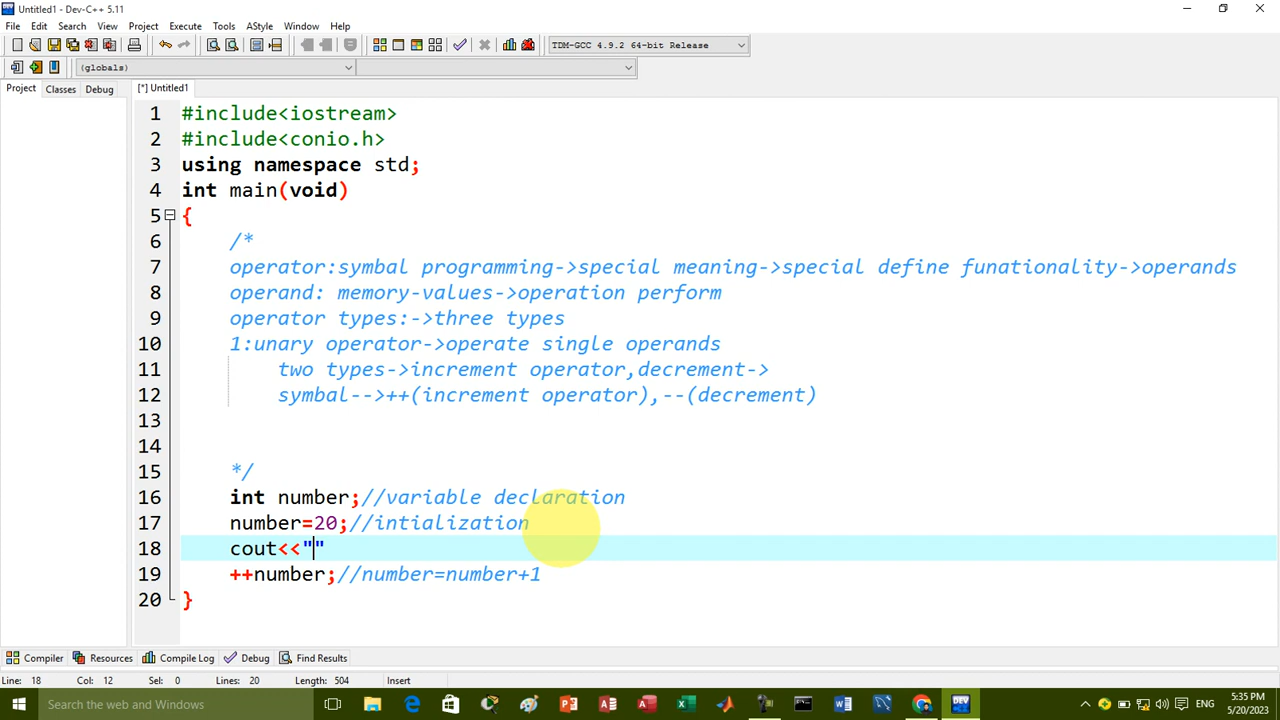 Untitled1 - Dev-C++ 5.11
File Edit Search View Project Execute Tools AStyle Window Help
TDM-GCC 4.9.2 64-bit Release
(globals)
Project Classes Debug [*] Untitled1
1 #include<iostream>
2 #include<conio.h>
3 using namespace std;
4 int main(void)
5 {
6 /*
7 operator:symbal programming->special meaning->special define funationality->operands
8 operand: memory-values->operation perform
9 operator types:->three types
10 1:unary operator->operate single operands
11 two types->increment operator,decrement->
12 symbal-->++(increment operator),--(decrement)
13
14
15 */
16 int number;//variable declaration
17 number=20;//intialization
18 cout<<""
19 ++number;//number=number+1
20 }
Compiler Resources Compile Log Debug Find Results
Line: 18 Col: 12 Sel: 0 Lines: 20 Length: 504 Insert
Search the web and Windows
DEV
ENG
5:35 PM
5/20/2023